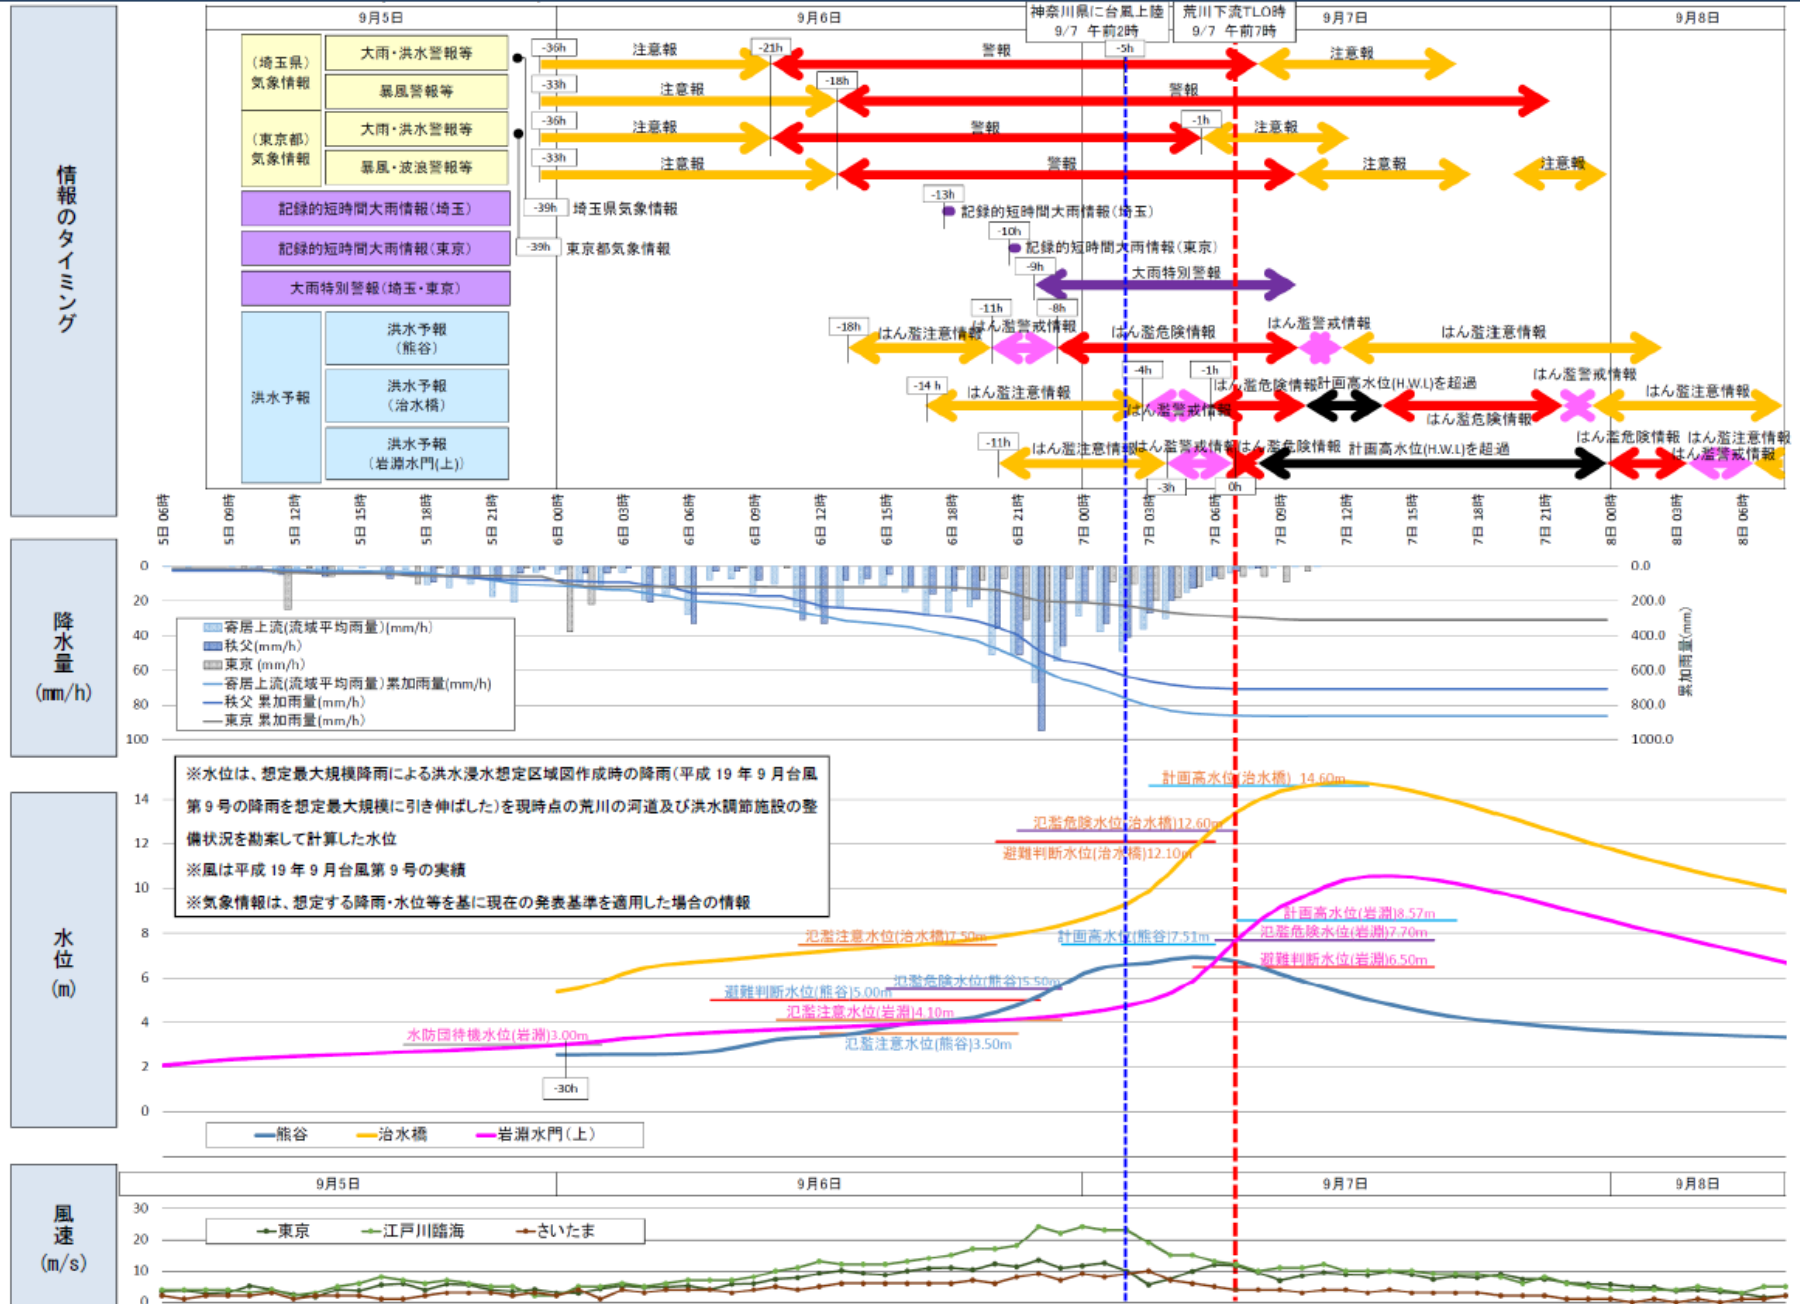 9月5日
9月6日
神奈川県に台風上陸
9/7 午前2時
荒川下流TLO時
9/7 午前7時
9月7日
9月8日
情報のタイミング
(埼玉県)
気象情報
大雨・洪水警報等
-36h
注意報
-21h
警報
-5h
注意報
暴風警報等
-33h
注意報
-18h
警報
(東京都)
気象情報
大雨・洪水警報等
-36h
注意報
警報
-1h
注意報
暴風・波浪警報等
-33h
注意報
警報
注意報
注意報
記録的短時間大雨情報(埼玉)
-39h
埼玉県気象情報
-13h
記録的短時間大雨情報(埼玉)
記録的短時間大雨情報(東京)
-39h
東京都気象情報
-10h
記録的短時間大雨情報(東京)
大雨特別警報(埼玉・東京)
-9h
大雨特別警報
洪水予報
洪水予報
(熊谷)
-18h
はん濫注意情報
-11h
はん濫警戒情報
-8h
はん濫危険情報
はん濫警戒情報
はん濫注意情報
洪水予報
(治水橋)
-14h
はん濫注意情報
-4h
はん濫警戒情報
-1h
はん濫危険情報
計画高水位(H.W.L)を超過
はん濫危険情報
はん濫警戒情報
はん濫注意情報
洪水予報
(岩淵水門(上))
-11h
はん濫注意情報
-3h
はん濫警戒情報
0h
はん濫危険情報
計画高水位(H.W.L)を超過
はん濫危険情報
はん濫警戒情報
はん濫注意情報
5日 06時
5日 09時
5日 12時
5日 15時
5日 18時
5日 21時
6日 00時
6日 03時
6日 06時
6日 09時
6日 12時
6日 15時
6日 18時
6日 21時
7日 00時
7日 03時
7日 06時
7日 09時
7日 12時
7日 15時
7日 18時
7日 21時
8日 00時
8日 03時
8日 06時
降水量
(mm/h)
0
20
40
60
80
100
0.0
200.0
400.0
600.0
800.0
1000.0
累加雨量(mm)
寄居上流(流域平均雨量)(mm/h)
秩父(mm/h)
東京(mm/h)
寄居上流(流域平均雨量)累加雨量(mm/h)
秩父 累加雨量(mm/h)
東京 累加雨量(mm/h)
※水位は、想定最大規模降雨による洪水浸水想定区域図作成時の降雨(平成19年9月台風
第9号の降雨を想定最大規模に引き伸ばした)を現時点の荒川の河道及び洪水調節施設の整
備状況を勘案して計算した水位
※風は平成19年9月台風第9号の実績
※気象情報は、想定する降雨・水位等を基に現在の発表基準を適用した場合の情報
水位
(m)
14
12
10
8
6
4
2
0
計画高水位(治水橋) 14.60m
氾濫危険水位(治水橋)12.60m
避難判断水位(治水橋)12.10m
氾濫注意水位(治水橋)7.50m
計画高水位(熊谷)7.51m
計画高水位(岩淵)8.57m
氾濫危険水位(岩淵)7.70m
避難判断水位(岩淵)6.50m
氾濫危険水位(熊谷)5.50m
避難判断水位(熊谷)5.00m
氾濫注意水位(岩淵)4.10m
水防団待機水位(岩淵)3.00m
氾濫注意水位(熊谷)3.50m
-30h
熊谷
治水橋
岩淵水門(上)
9月5日
9月6日
9月7日
9月8日
風速
(m/s)
30
20
10
0
東京
江戸川臨海
さいたま